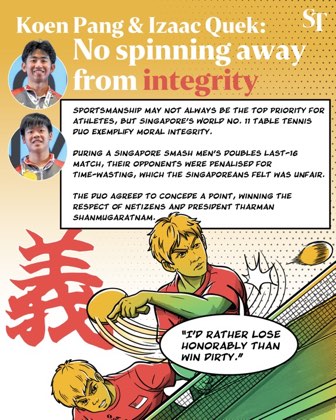 Koen Pang & Izaac Quek:
ST
No spinning away
from integrity
SPORTSMANSHIP MAY NOT ALWAYS BE THE TOP PRIORITY FOR
ATHLETES, BUT SINGAPORE'S WORLD NO. 11 TABLE TENNIS
DUO EXEMPLIFY MORAL INTEGRITY.
DURING A SINGAPORE SMASH MEN'S DOUBLES LAST-16
MATCH, THEIR OPPONENTS WERE PENALISED FOR
TIME-WASTING, WHICH THE SINGAPOREANS FELT WAS UNFAIR.
THE DUO AGREED TO CONCEDE A POINT, WINNING THE
RESPECT OF NETIZENS AND PRESIDENT THARMAN
SHANMUGARATNAM.
義
"I'D RATHER LOSE
HONORABLY THAN
WIN DIRTY."